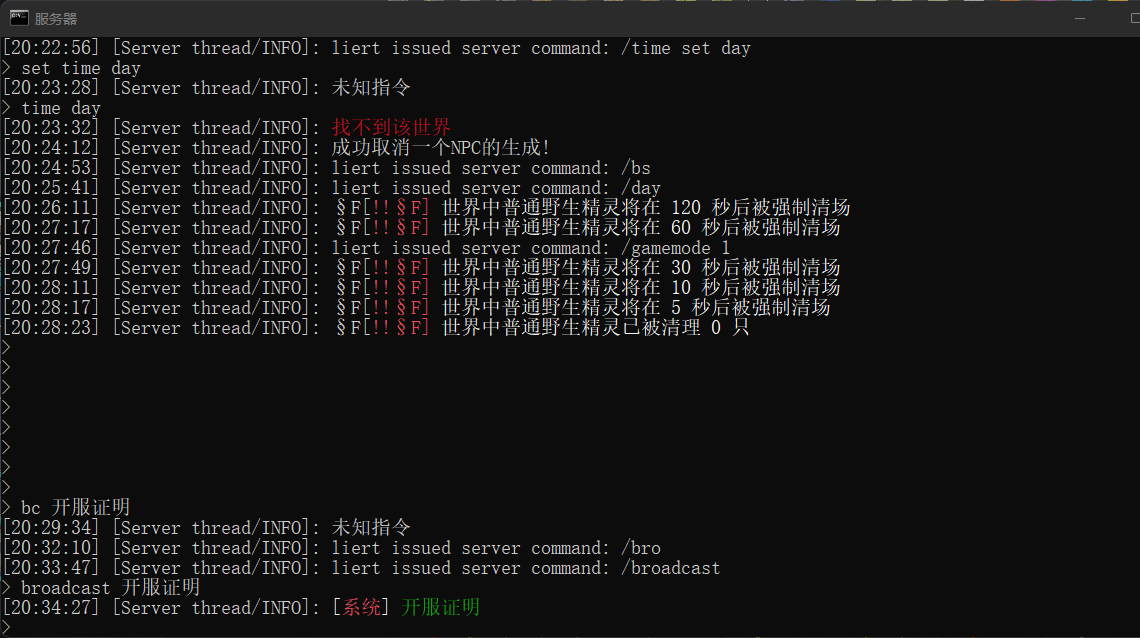 服务器
[20:22:56] [Server thread/INFO]: liert issued server command: /time set day
> set time day
[20:23:28] [Server thread/INFO]: 未知指令
> time day
[20:23:32] [Server thread/INFO]: 找不到该世界
[20:24:12] [Server thread/INFO]: 成功取消一个NPC的生成!
[20:24:53] [Server thread/INFO]: liert issued server command: /bs
[20:25:41] [Server thread/INFO]: liert issued server command: /day
[20:26:11] [Server thread/INFO]: §F[!!§F] 世界中普通野生精灵将在 120 秒后被强制清场
[20:27:17] [Server thread/INFO]: §F[!!§F] 世界中普通野生精灵将在 60 秒后被强制清场
[20:27:46] [Server thread/INFO]: liert issued server command: /gamemode 1
[20:27:49] [Server thread/INFO]: §F[!!§F] 世界中普通野生精灵将在 30 秒后被强制清场
[20:28:11] [Server thread/INFO]: §F[!!§F] 世界中普通野生精灵将在 10 秒后被强制清场
[20:28:17] [Server thread/INFO]: §F[!!§F] 世界中普通野生精灵将在 5 秒后被强制清场
[20:28:23] [Server thread/INFO]: §F[!!§F] 世界中普通野生精灵已被清理 0 只
>
>
>
>
>
>
>
>
> bc 开服证明
[20:29:34] [Server thread/INFO]: 未知指令
[20:32:10] [Server thread/INFO]: liert issued server command: /bro
[20:33:47] [Server thread/INFO]: liert issued server command: /broadcast
> broadcast 开服证明
[20:34:27] [Server thread/INFO]: [系统] 开服证明
>